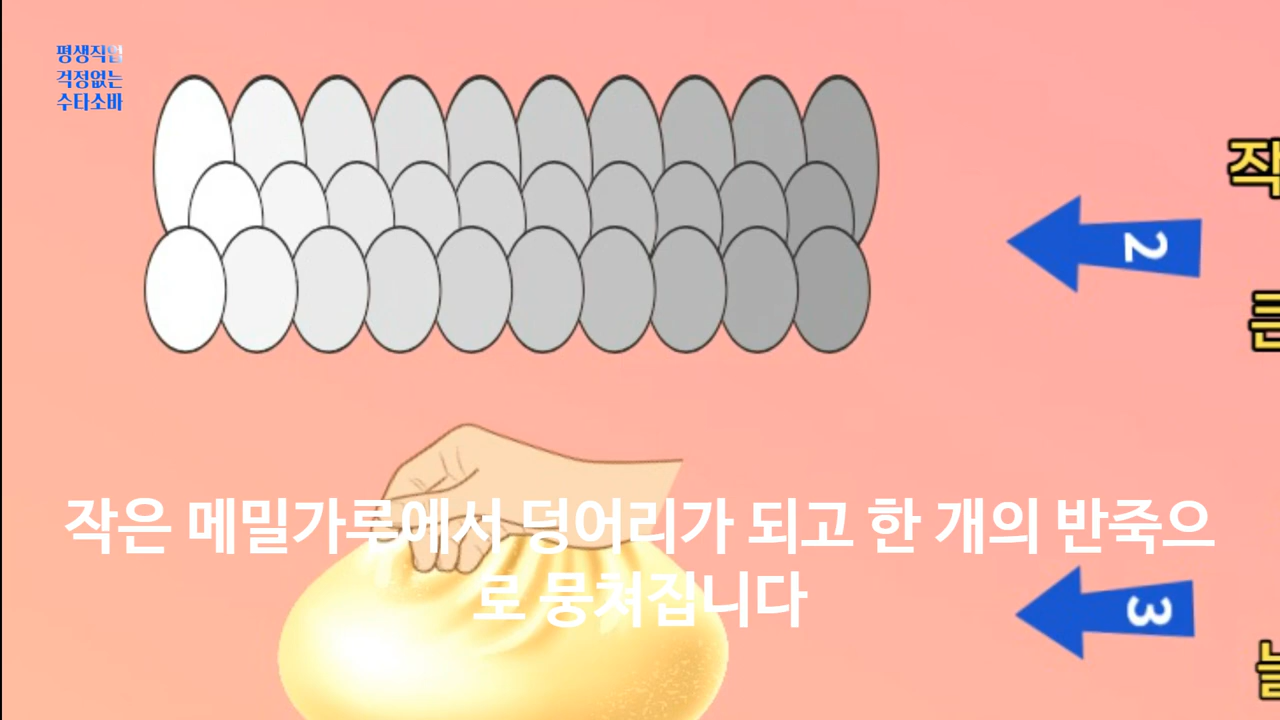 평생직업
걱정없는
수타소바
작
2
큰
작은 메밀가루에서 덩어리가 되고 한 개의 반죽으
로 뭉쳐집니다
3